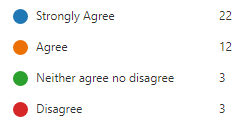 Strongly Agree 22
Agree 12
Neither agree no disagree 3
Disagree 3